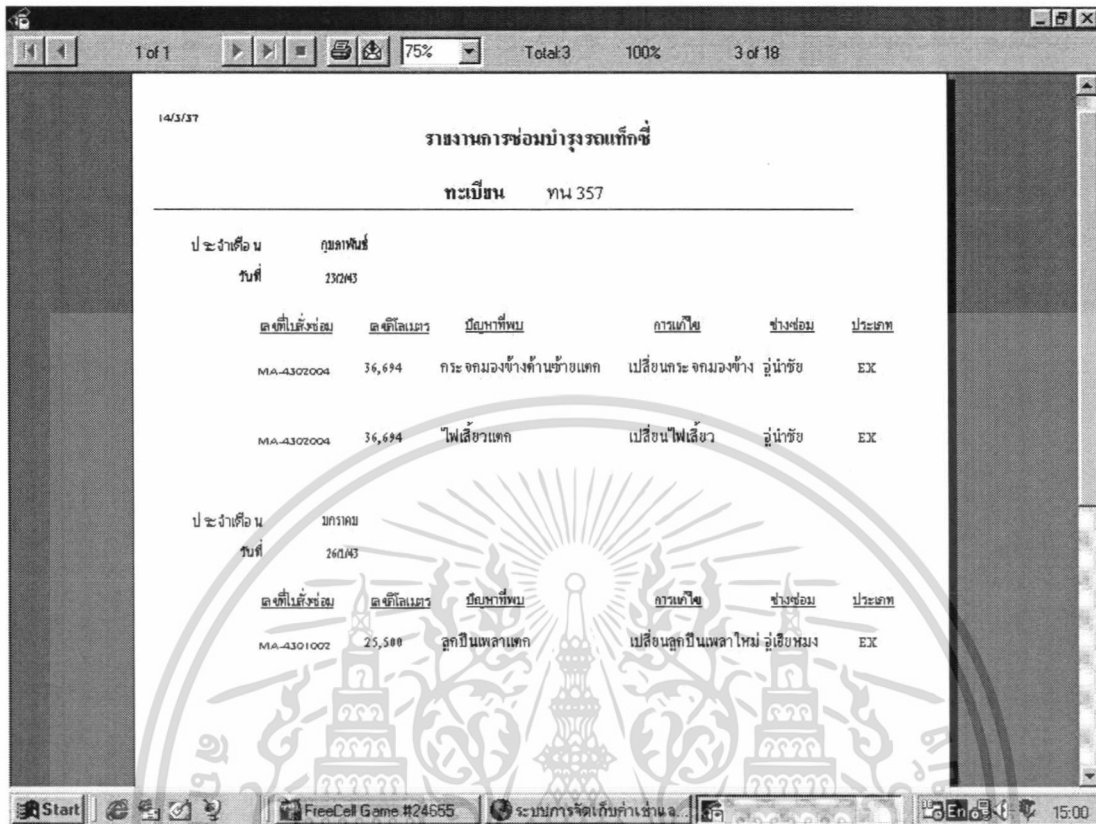 1 of 1 75% Total:3 100% 3 of 18
14/3/37
รายงานการซ่อมบำรุงรถแท็กซี่
ทะเบียน ทน 357
ประจำเดือน กุมภาพันธ์
วันที่ 23/2/43
เลขที่ใบสั่งซ่อม เลขกิโลเมตร ปัญหาที่พบ การแก้ไข ช่างซ่อม ประเภท
MA-4302004 36,694 กระจกมองข้างด้านซ้ายแตก เปลี่ยนกระจกมองข้าง อู่นำชัย EX
MA-4302004 36,694 ไฟเลี้ยวแตก เปลี่ยนไฟเลี้ยว อู่นำชัย EX
ประจำเดือน มกราคม
วันที่ 26/1/43
เลขที่ใบสั่งซ่อม เลขกิโลเมตร ปัญหาที่พบ การแก้ไข ช่างซ่อม ประเภท
MA-4301002 25,500 ลูกปืนเพลาแตก เปลี่ยนลูกปืนเพลาใหม่ อู่เฮียหมง EX
Start FreeCell Game #24655 ระบบการจัดเก็บค่าเช่าแล... En 15:00